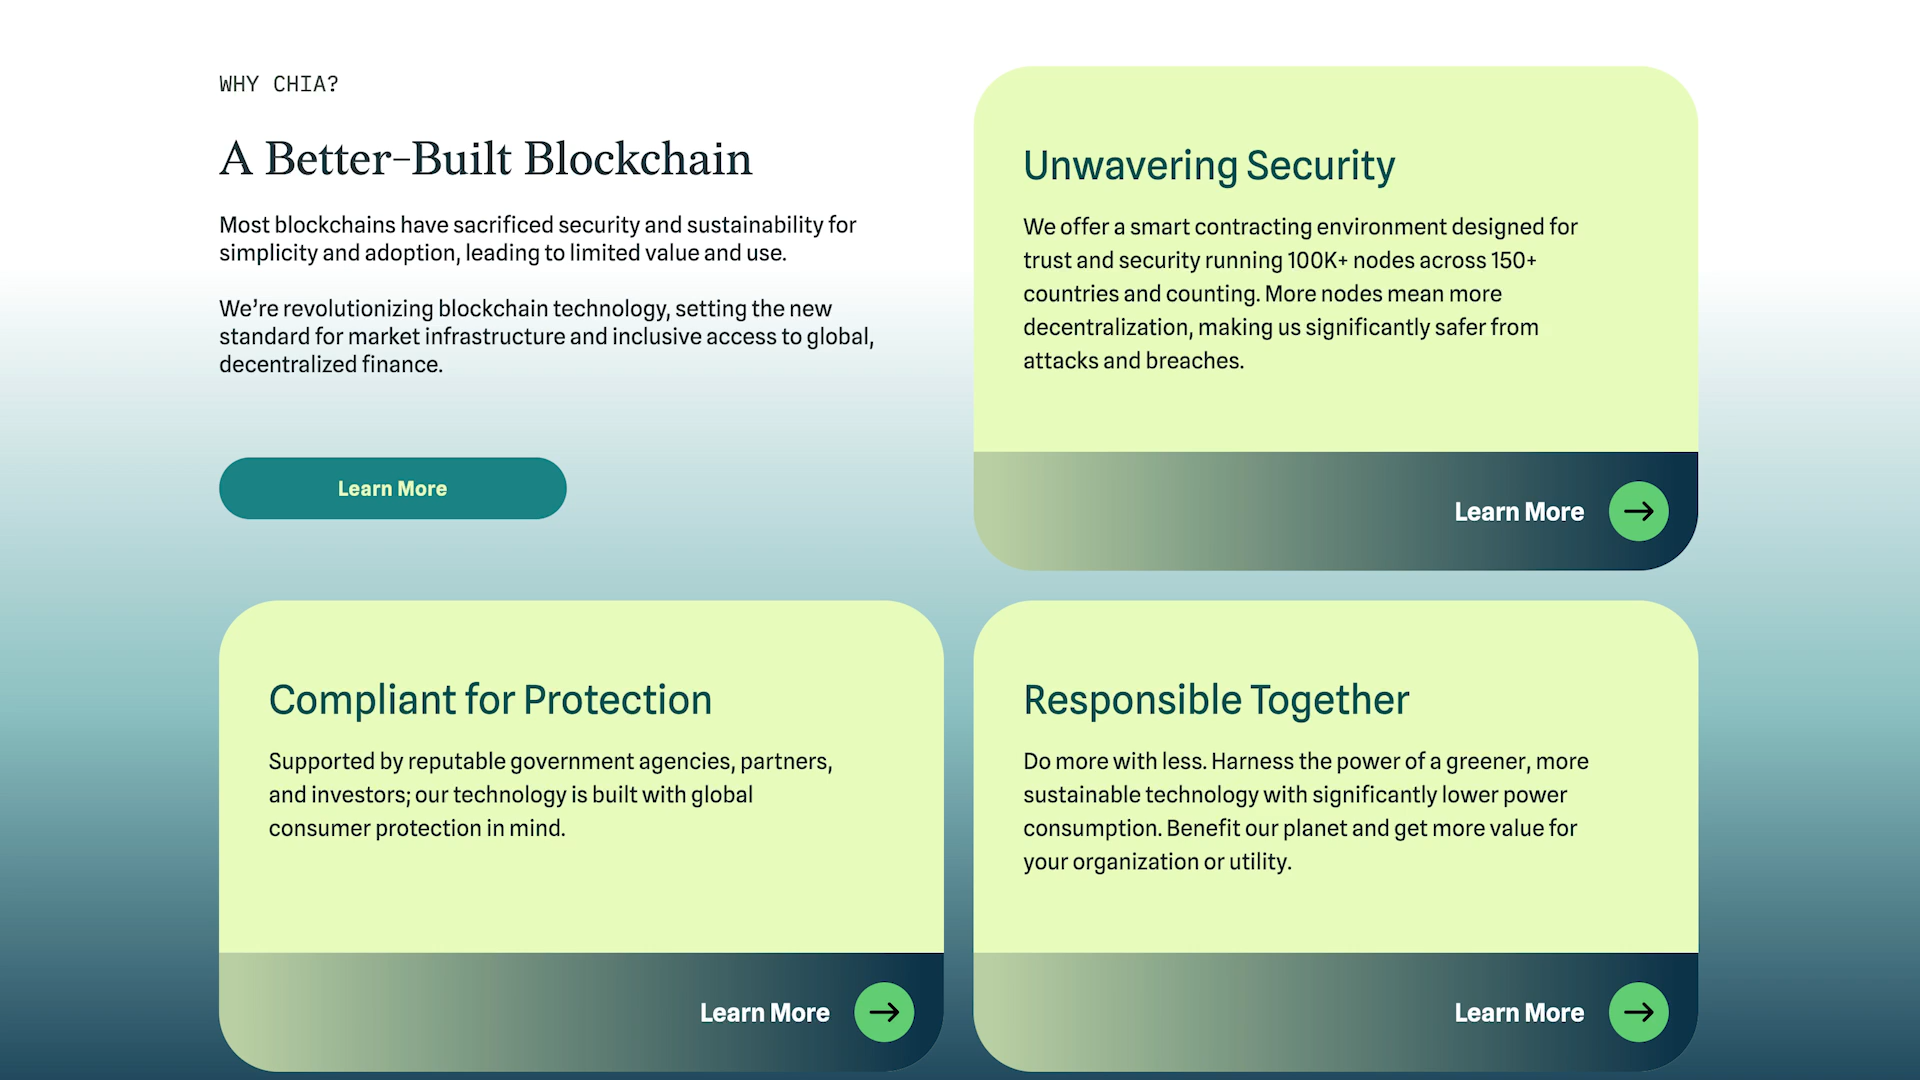 WHY CHIA?
A Better-Built Blockchain
Most blockchains have sacrificed security and sustainability for
simplicity and adoption, leading to limited value and use.
We’re revolutionizing blockchain technology, setting the new
standard for market infrastructure and inclusive access to global,
decentralized finance.
Learn More
Unwavering Security
We offer a smart contracting environment designed for
trust and security running 100K+ nodes across 150+
countries and counting. More nodes mean more
decentralization, making us significantly safer from
attacks and breaches.
Learn More
Compliant for Protection
Supported by reputable government agencies, partners,
and investors; our technology is built with global
consumer protection in mind.
Learn More
Responsible Together
Do more with less. Harness the power of a greener, more
sustainable technology with significantly lower power
consumption. Benefit our planet and get more value for
your organization or utility.
Learn More